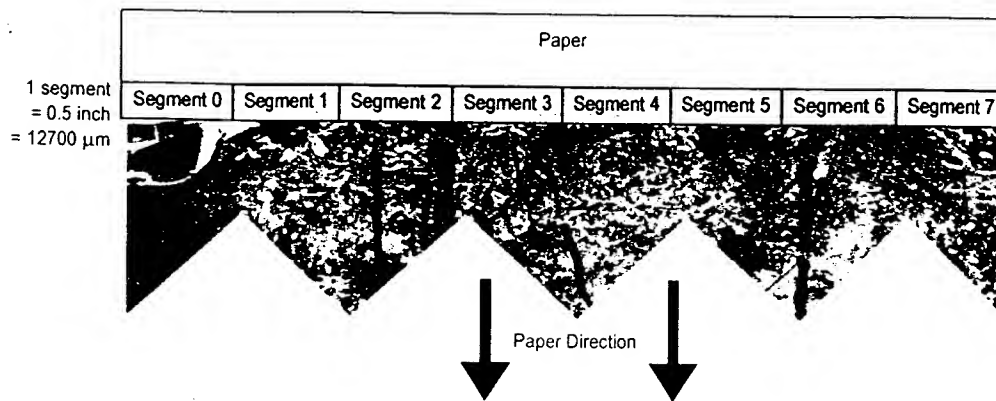 Paper
1 segment
= 0.5 inch
= 12700 µm
Segment 0 Segment 1 Segment 2 Segment 3 Segment 4 Segment 5 Segment 6 Segment 7
Paper Direction